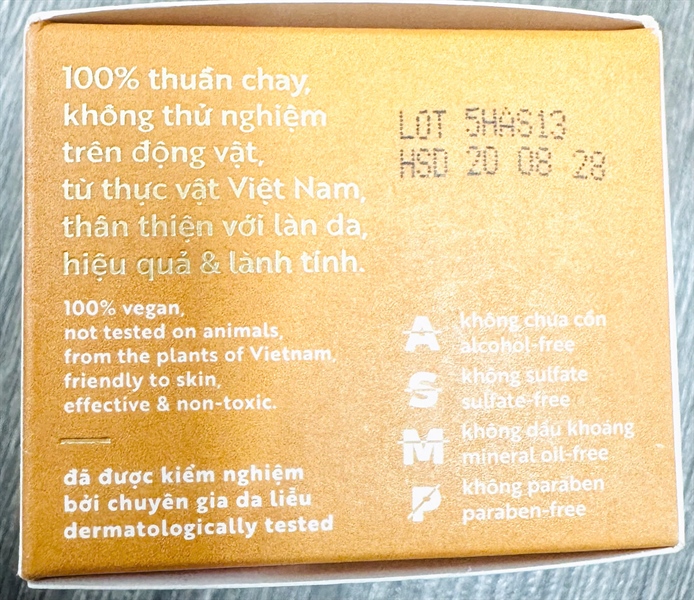 100% thuần chay,
không thử nghiệm
trên động vật,
từ thực vật Việt Nam,
thân thiện với làn da,
hiệu quả & lành tính.
100% vegan,
not tested on animals,
from the plants of Vietnam,
friendly to skin,
effective & non-toxic.
đã được kiểm nghiệm
bởi chuyên gia da liễu
dermatologically tested
LOT 5HAS13
HSD 20 08 28
A
không chứa cồn
alcohol-free
S
không sulfate
sulfate-free
M
không dầu khoáng
mineral oil-free
P
không paraben
paraben-free